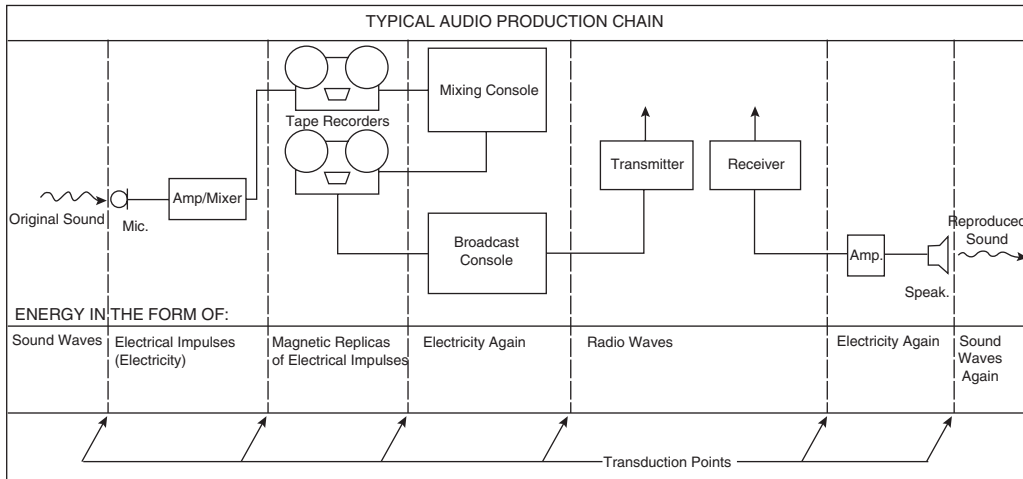 TYPICAL AUDIO PRODUCTION CHAIN
Tape Recorders
Mixing Console
Transmitter
Receiver
Original Sound
Mic.
Amp/Mixer
Broadcast
Console
Amp.
Speak.
Reproduced
Sound
ENERGY IN THE FORM OF:
Sound Waves
Electrical Impulses
(Electricity)
Magnetic Replicas
of Electrical Impulses
Electricity Again
Radio Waves
Electricity Again
Sound
Waves
Again
Transduction Points